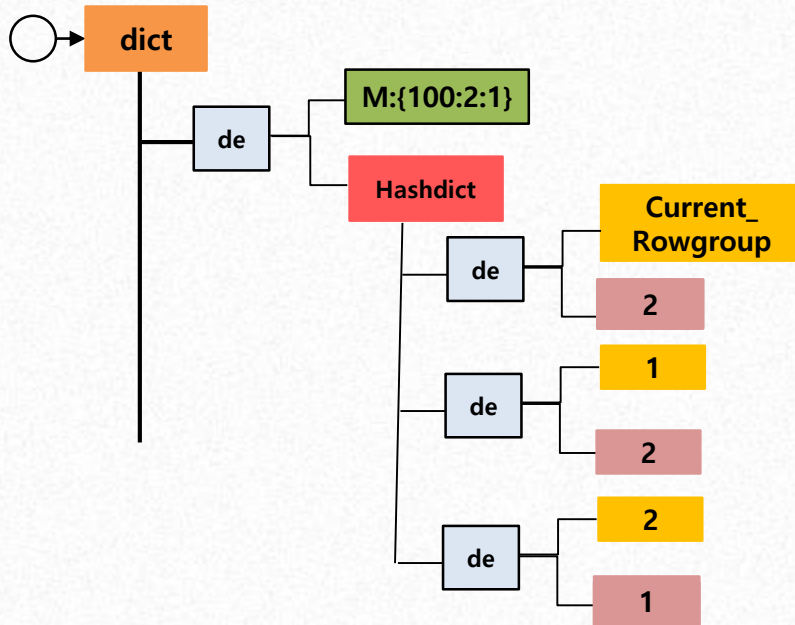 dict
de
M:{100:2:1}
Hashdict
de
Current_
Rowgroup
2
de
1
2
de
2
1